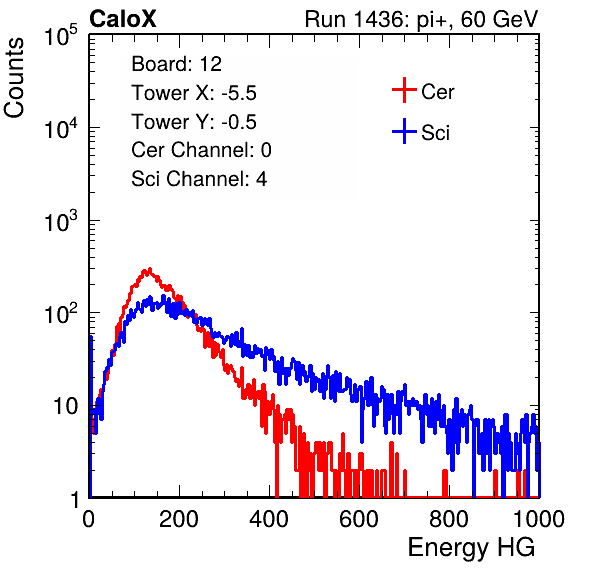 CaloX Run 1436: pi+, 60 GeV
Counts
Board: 12
Tower X: -5.5
Tower Y: -0.5
Cer Channel: 0
Sci Channel: 4
Cer
Sci
10^5
10^4
10^3
10^2
10
1
0 200 400 600 800 1000
Energy HG